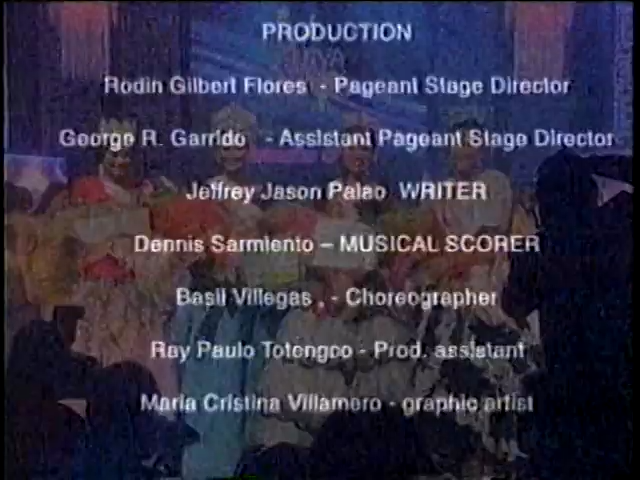 PRODUCTION
Rodin Gilbert Flores - Pageant Stage Director
George R. Garrido - Assistant Pageant Stage Director
Jeffrey Jason Palao WRITER
Dennis Sarmiento – MUSICAL SCORER
Basil Villegas . - Choreographer
Ray Paulo Totengco - Prod. assistant
Maria Cristina Villamero - graphic artist